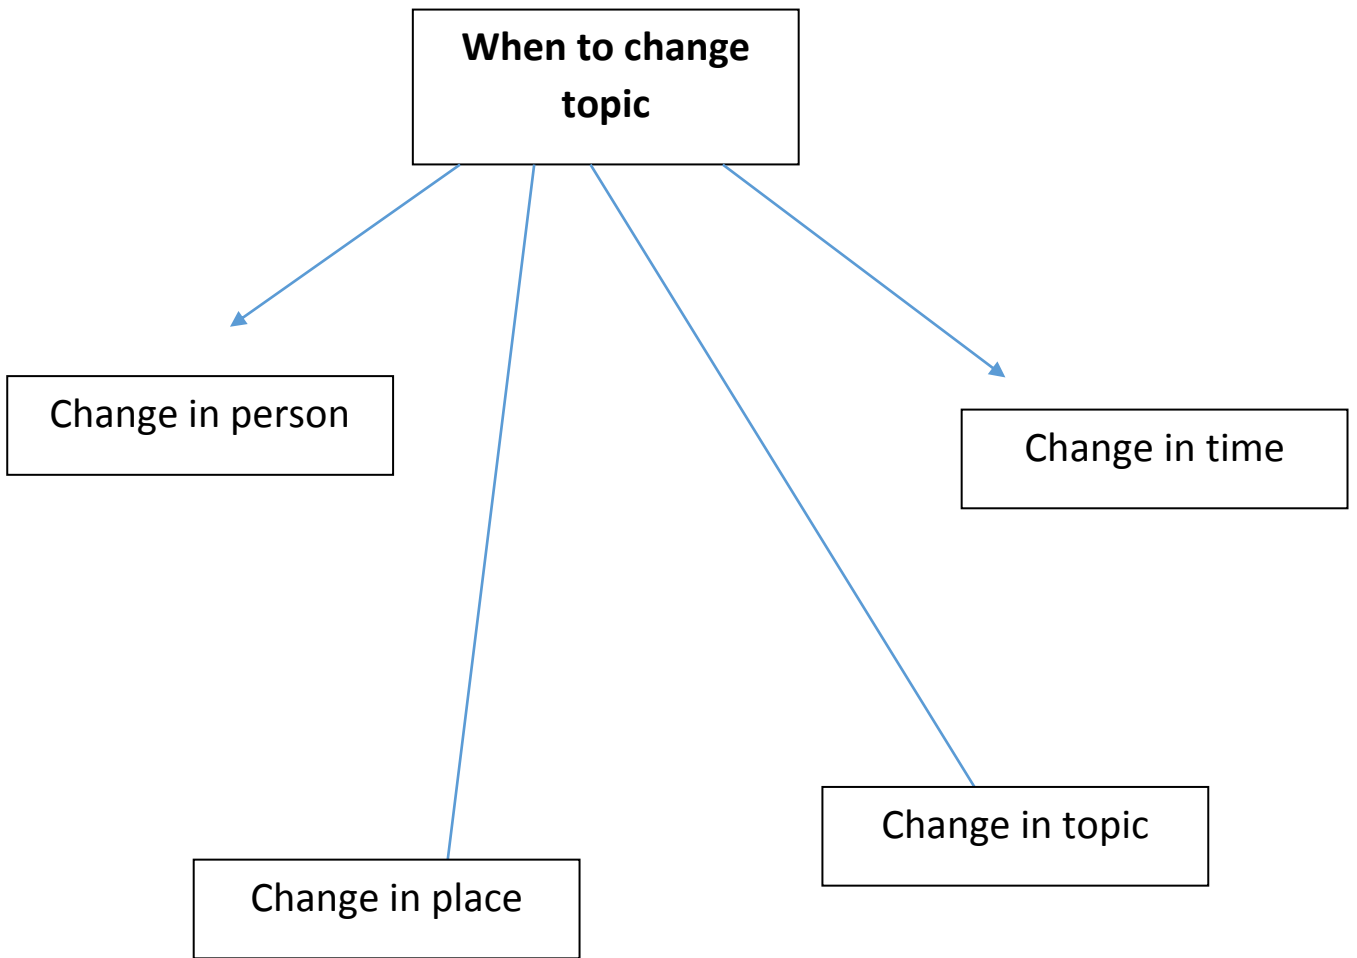 When to change
topic
Change in person
Change in time
Change in topic
Change in place